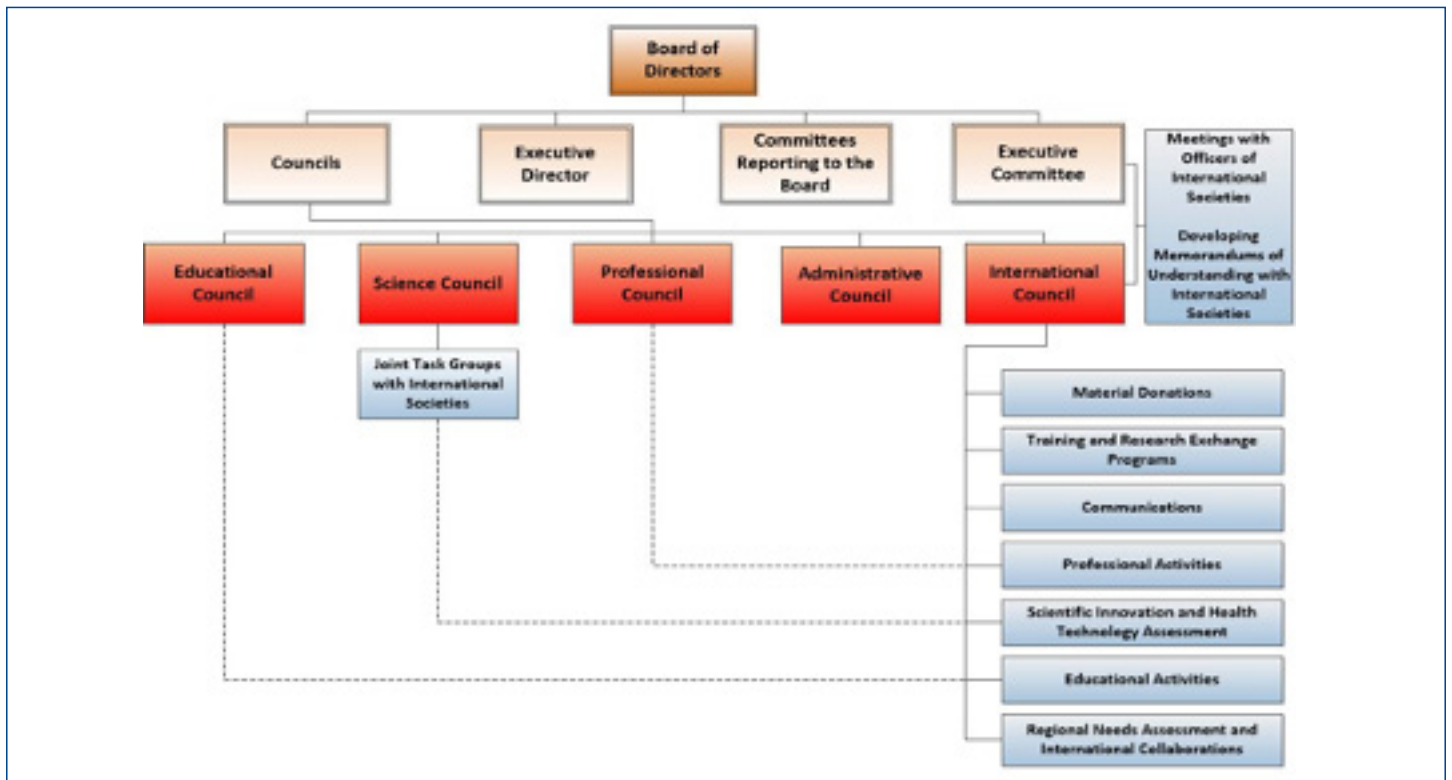 Board of
Directors
Councils
Executive
Director
Committees
Reporting to the
Board
Executive
Committee
Meetings with
Officers of
International
Societies
Developing
Memorandums of
Understanding with
International
Societies
Educational
Council
Science Council
Professional
Council
Administrative
Council
International
Council
Joint Task Groups
with International
Societies
Material Donations
Training and Research Exchange
Programs
Communications
Professional Activities
Scientific Innovation and Health
Technology Assessment
Educational Activities
Regional Needs Assessment and
International Collaborations